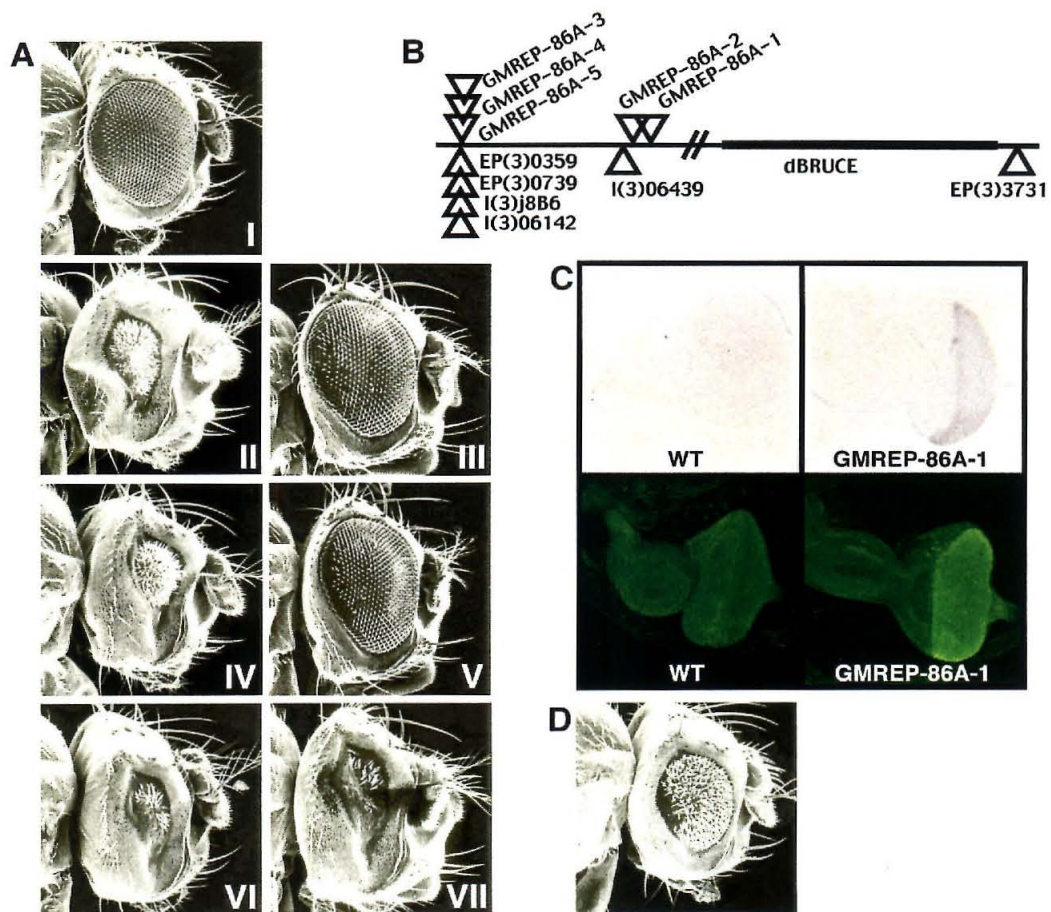 A
I
II
III
IV
V
VI
VII
B
GMREP-86A-3
GMREP-86A-4
GMREP-86A-5
GMREP-86A-2
GMREP-86A-1
EP(3)0359
EP(3)0739
l(3)j8B6
l(3)06142
l(3)06439
dBRUCE
EP(3)3731
C
WT
GMREP-86A-1
WT
GMREP-86A-1
D